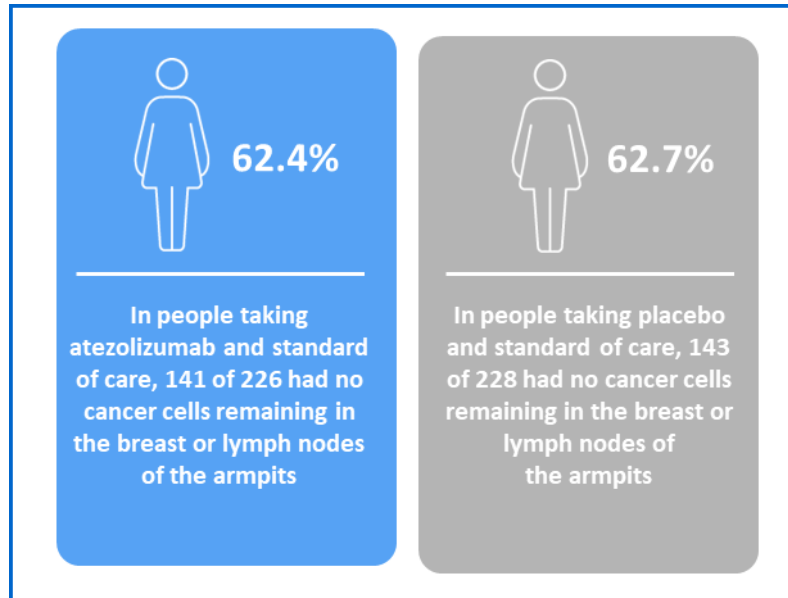 62.4%
In people taking
atezolizumab and standard
of care, 141 of 226 had no
cancer cells remaining in
the breast or lymph nodes
of the armpits
62.7%
In people taking placebo
and standard of care, 143
of 228 had no cancer cells
remaining in the breast or
lymph nodes of
the armpits